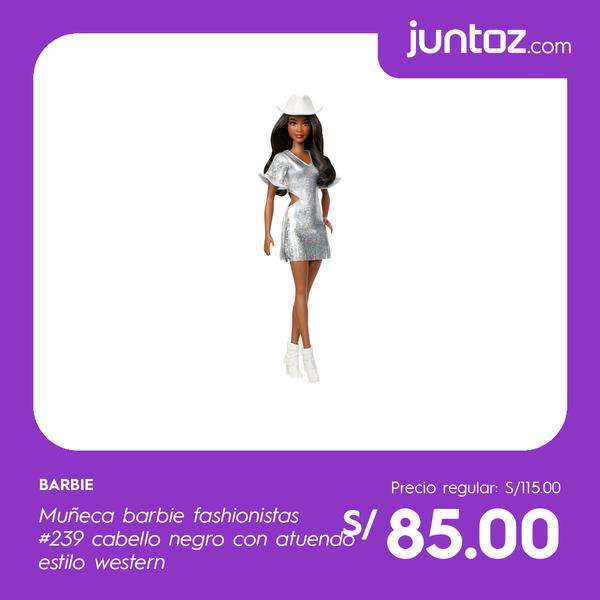 juntoz.com
BARBIE
Muñeca barbie fashionistas
#239 cabello negro con atuendo
estilo western
Precio regular: S/115.00
S/ 85.00